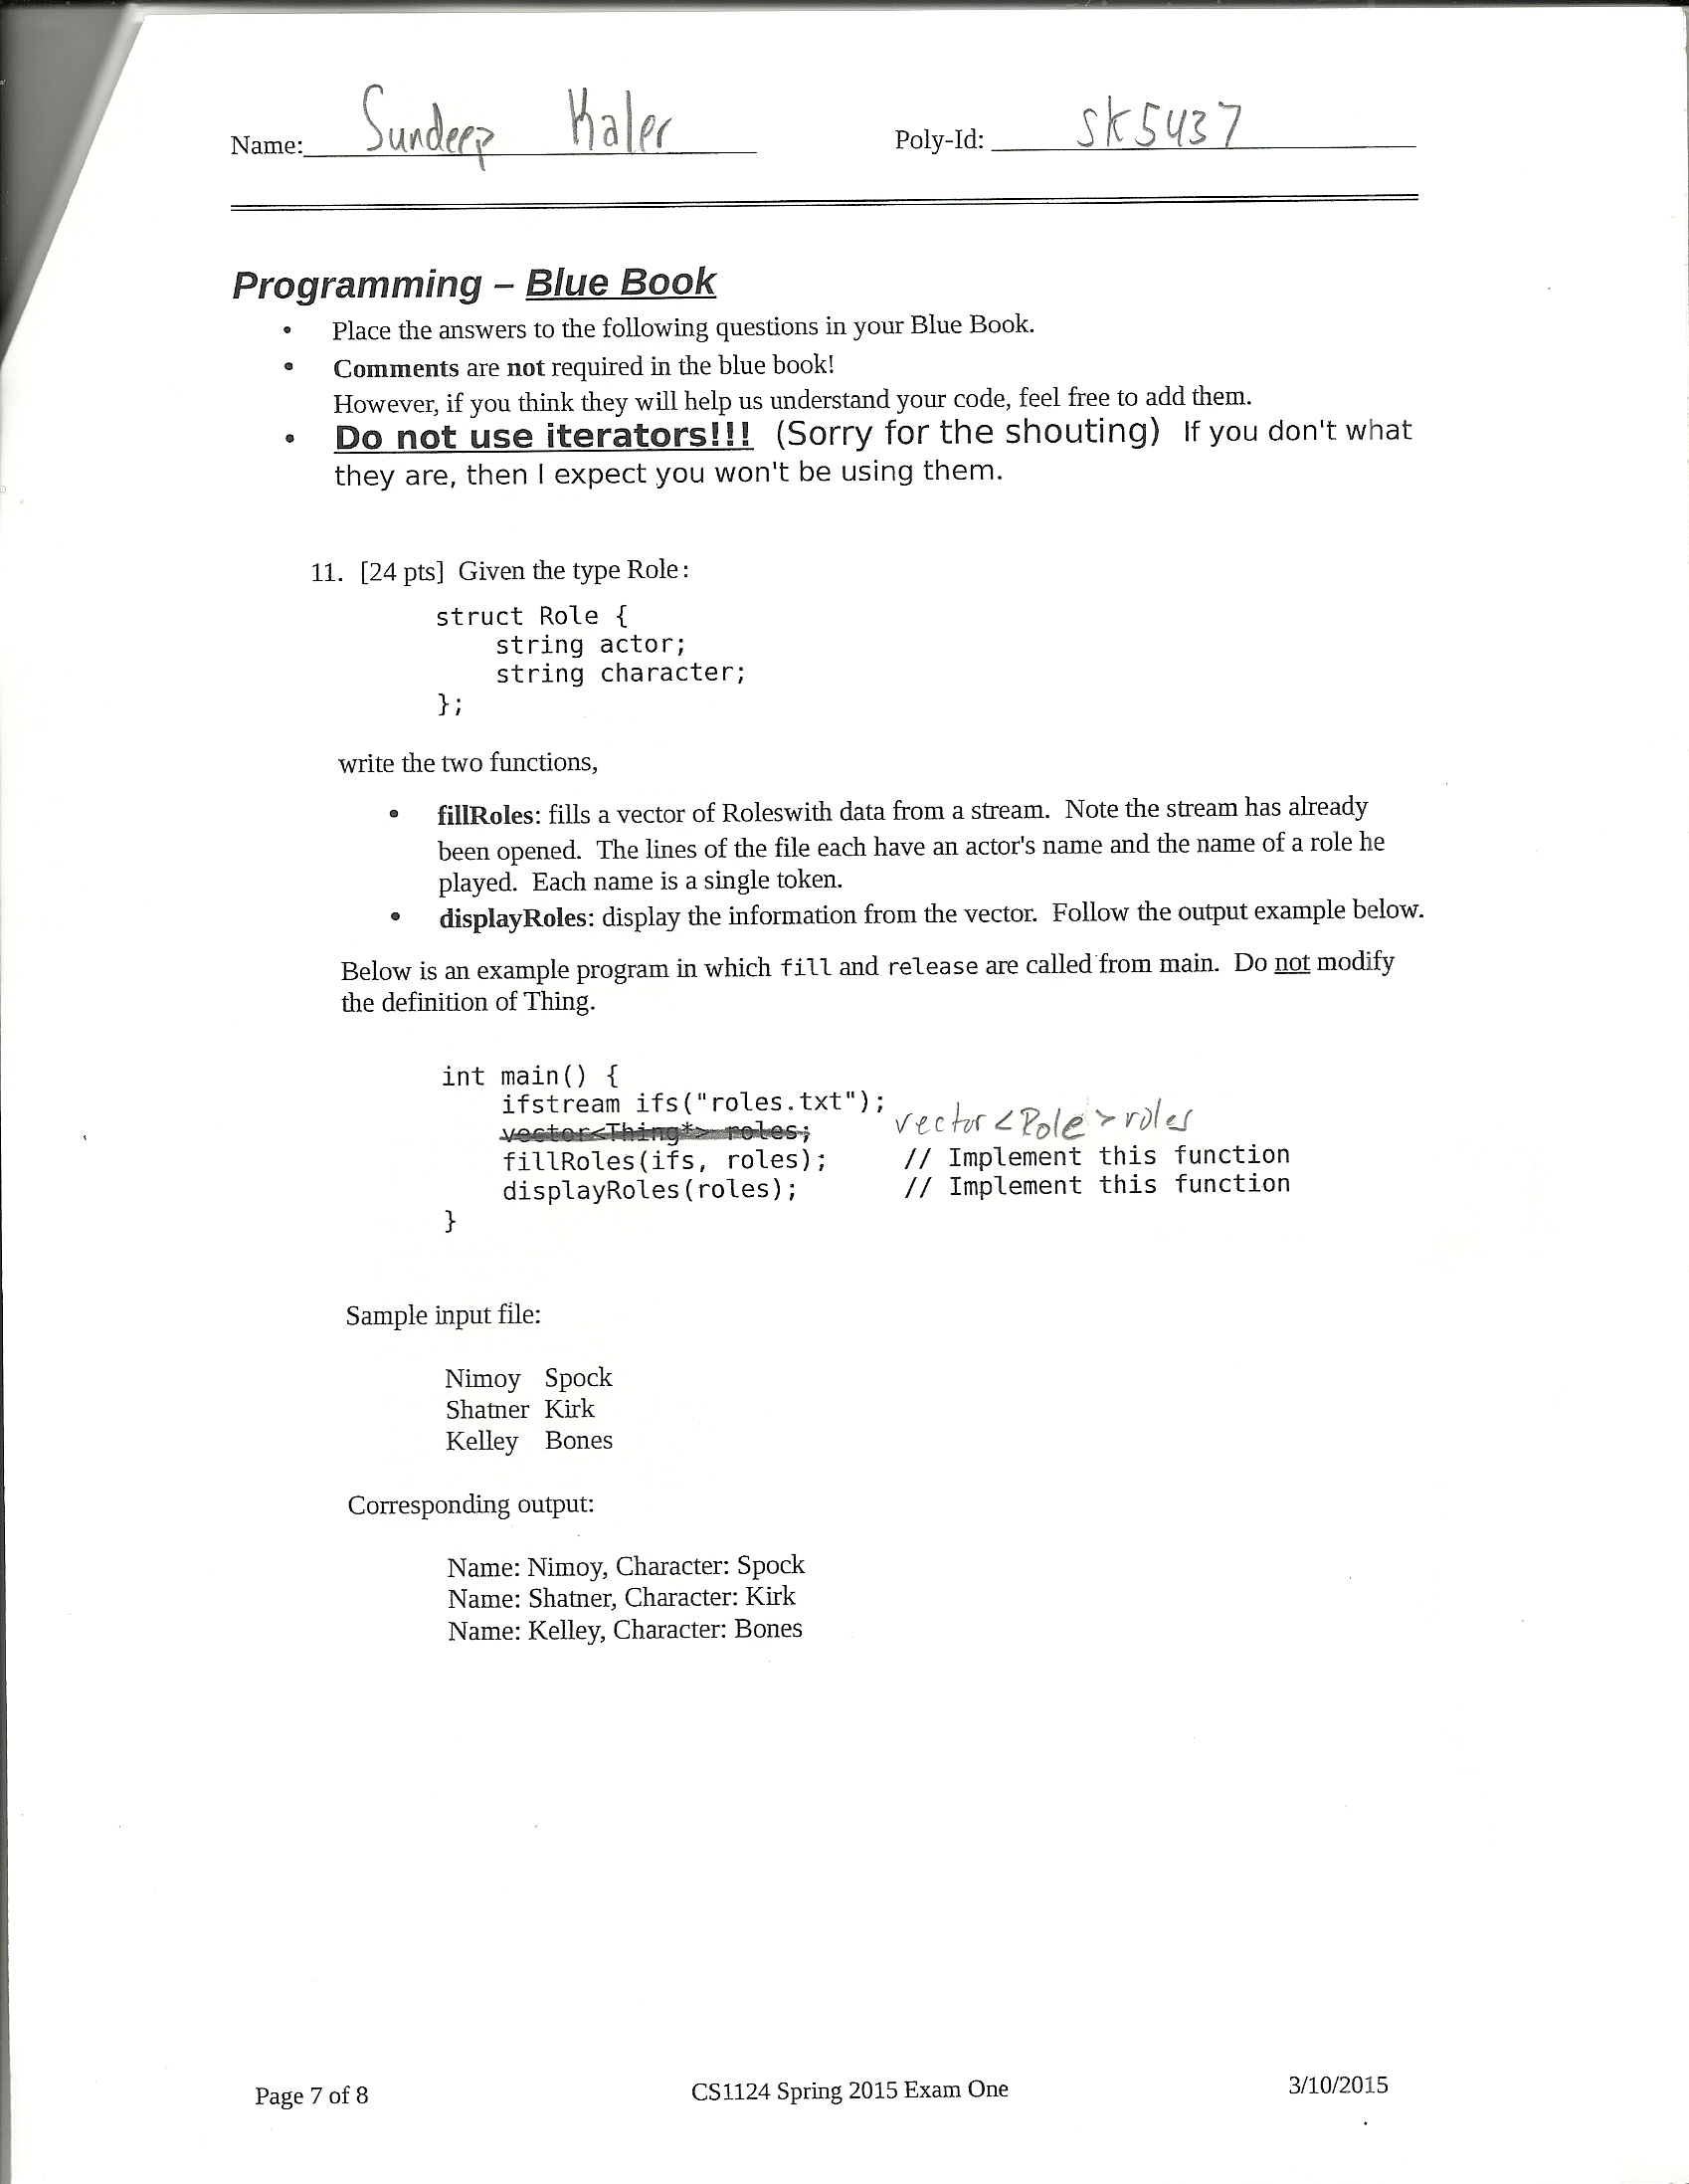 Name: Sundeep Kaler Poly-Id: sk5437
Programming – Blue Book
• Place the answers to the following questions in your Blue Book.
• Comments are not required in the blue book!
However, if you think they will help us understand your code, feel free to add them.
• Do not use iterators!!! (Sorry for the shouting) If you don't what
they are, then I expect you won't be using them.
11. [24 pts] Given the type Role:
struct Role {
string actor;
string character;
};
write the two functions,
• fillRoles: fills a vector of Roleswith data from a stream. Note the stream has already
been opened. The lines of the file each have an actor's name and the name of a role he
played. Each name is a single token.
• displayRoles: display the information from the vector. Follow the output example below.
Below is an example program in which fill and release are called from main. Do not modify
the definition of Thing.
int main() {
ifstream ifs("roles.txt");
vector<Thing*> roles; vector<Role> roles
fillRoles(ifs, roles); // Implement this function
displayRoles(roles); // Implement this function
}
Sample input file:
Nimoy Spock
Shatner Kirk
Kelley Bones
Corresponding output:
Name: Nimoy, Character: Spock
Name: Shatner, Character: Kirk
Name: Kelley, Character: Bones
Page 7 of 8 CS1124 Spring 2015 Exam One 3/10/2015